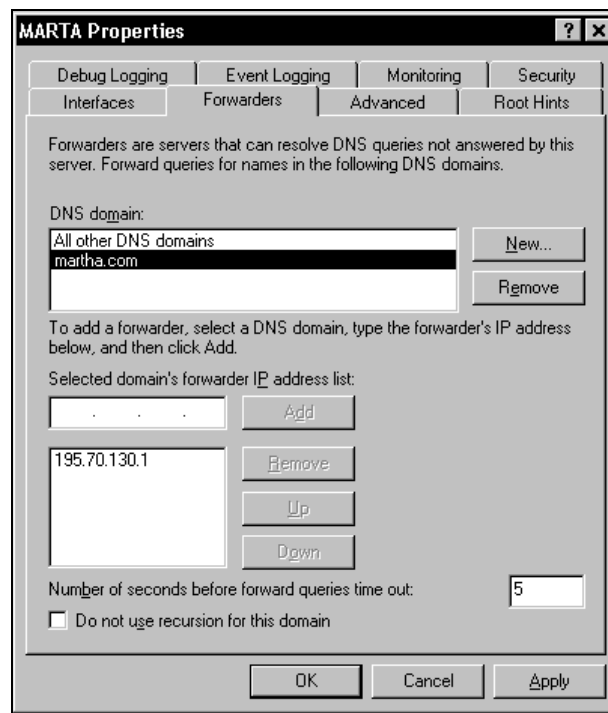 MARTA Properties
Debug Logging Event Logging Monitoring Security
Interfaces Forwarders Advanced Root Hints
Forwarders are servers that can resolve DNS queries not answered by this
server. Forward queries for names in the following DNS domains.
DNS domain:
All other DNS domains
martha.com
New...
Remove
To add a forwarder, select a DNS domain, type the forwarder's IP address
below, and then click Add.
Selected domain's forwarder IP address list:
. . . Add
195.70.130.1
Remove
Up
Down
Number of seconds before forward queries time out: 5
Do not use recursion for this domain
OK Cancel Apply